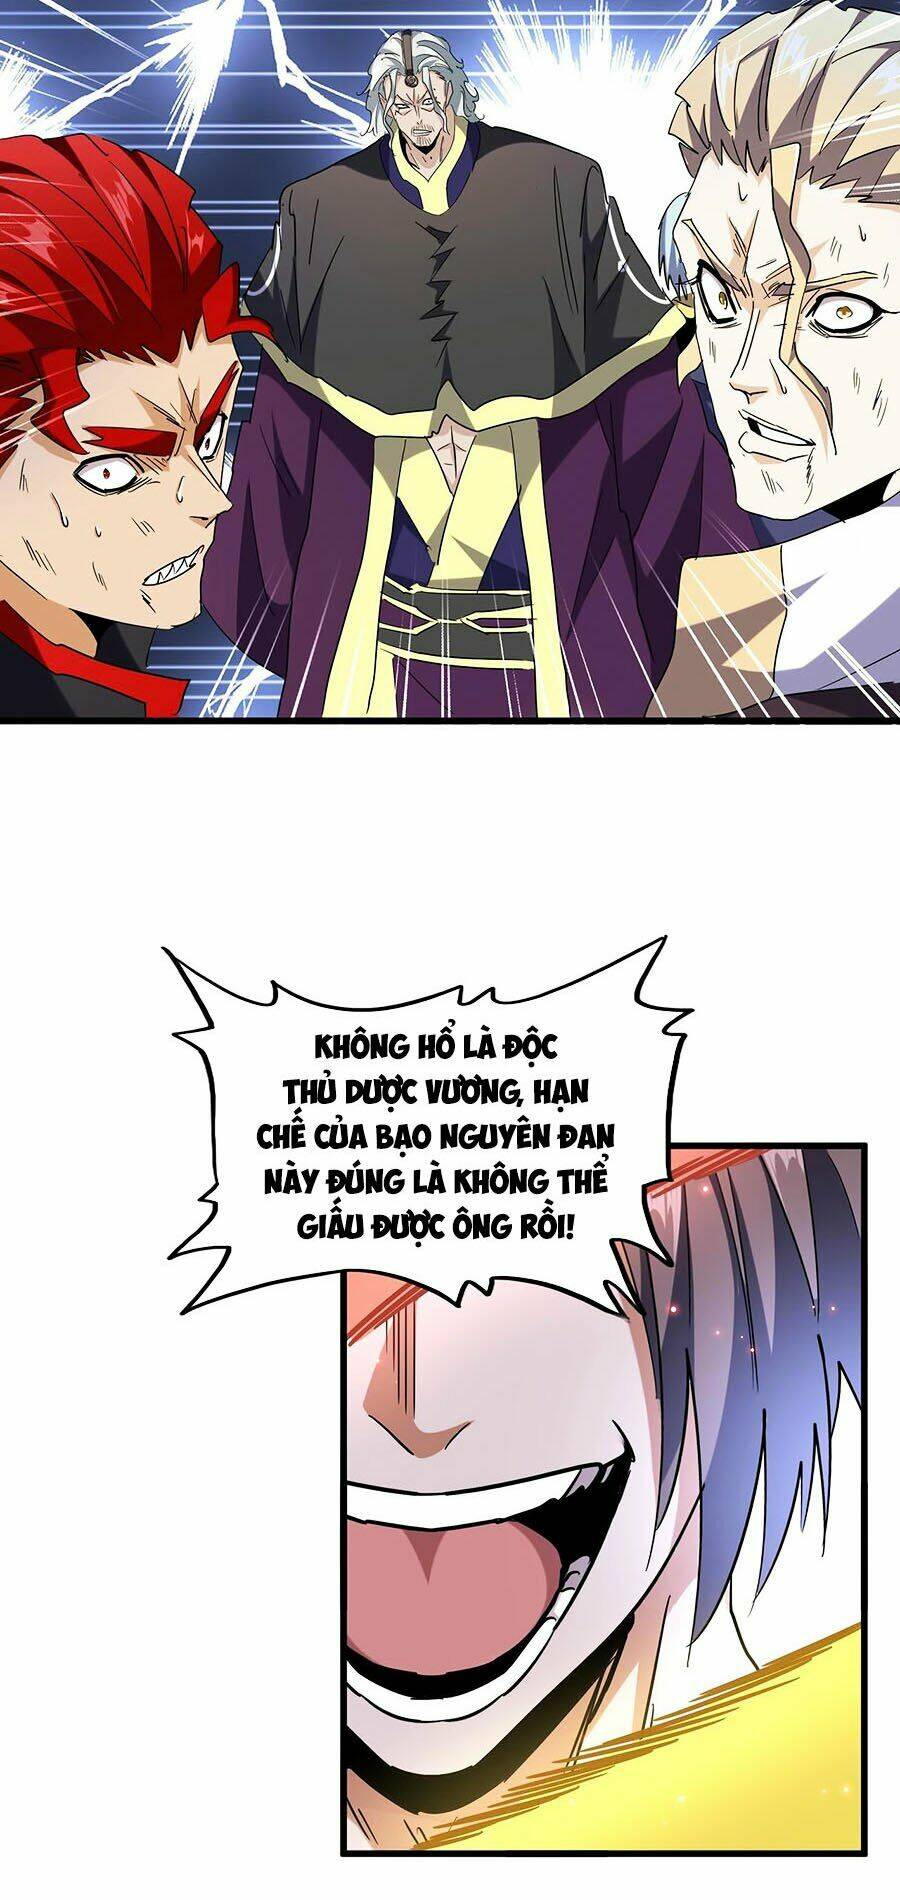 KHÔNG HỔ LÀ ĐỘC
THỦ DƯỢC VƯƠNG, HẠN
CHẾ CỦA BẠO NGUYÊN ĐAN
NÀY ĐÚNG LÀ KHÔNG THỂ
GIẤU ĐƯỢC ÔNG RỒI!